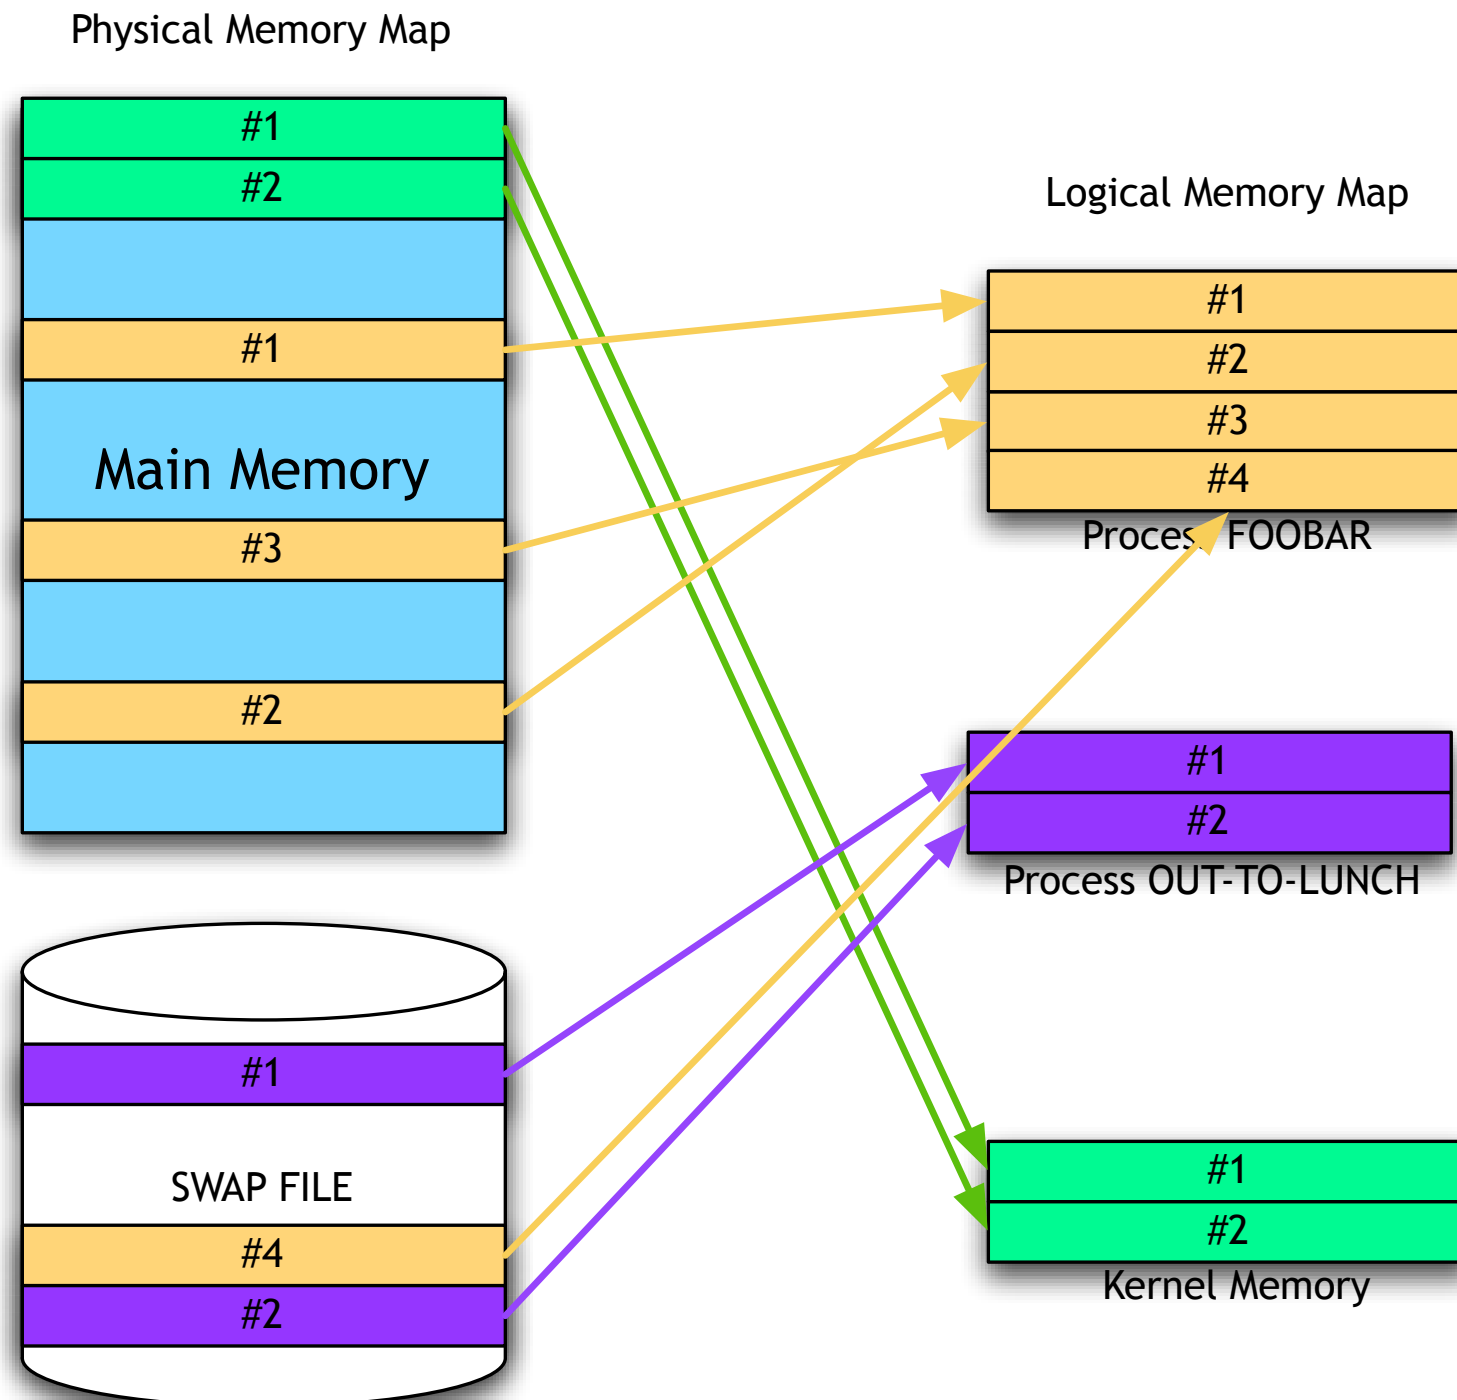 Physical Memory Map
#1
#2
#1
Main Memory
#3
#2
#1
SWAP FILE
#4
#2
Logical Memory Map
#1
#2
#3
#4
Process FOOBAR
#1
#2
Process OUT-TO-LUNCH
#1
#2
Kernel Memory